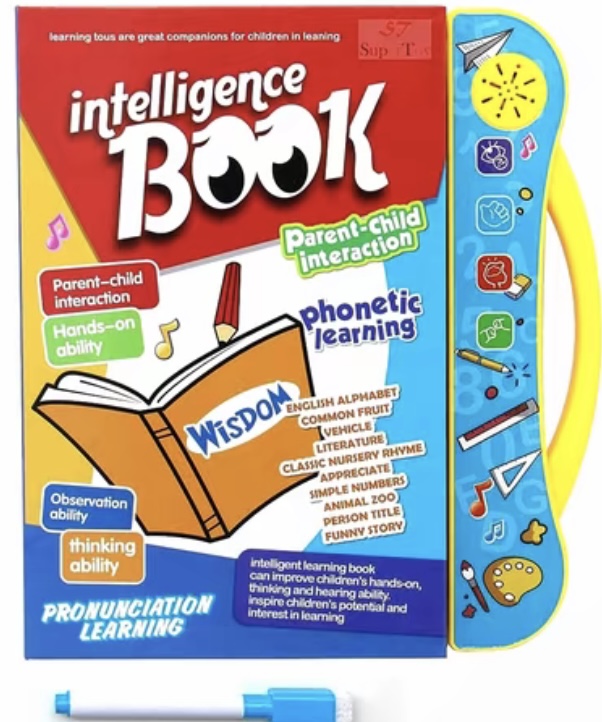 learning tous are great companions for children in leaning
ST
intelligence
BOOK
Parent-Child
interaction
Parent-child
interaction
Hands-on
ability
phonetic
learning
WISDOM
ENGLISH ALPHABET
COMMON FRUIT
VEHICLE
LITERATURE
CLASSIC NURSERY RHYME
APPRECIATE
SIMPLE NUMBERS
ANIMAL ZOO
PERSON TITLE
FUNNY STORY
Observation
ability
thinking
ability
intelligent learning book
can improve children's hands-on,
thinking and hearing ability.
inspire children's potential and
interest in learning
PRONUNCIATION
LEARNING